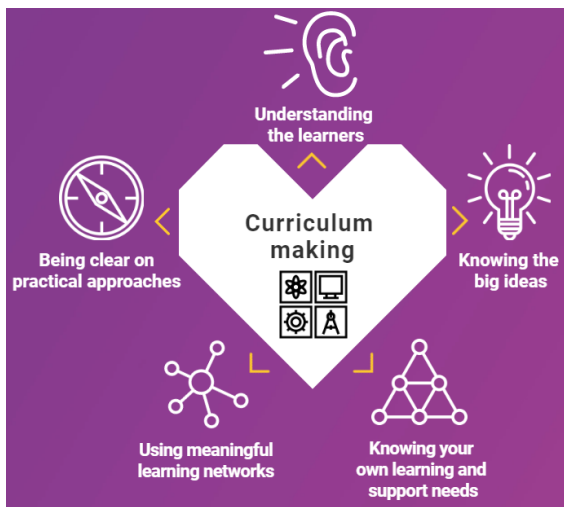 Understanding
the learners
Curriculum
making
Being clear on
practical approaches
Knowing the
big ideas
Using meaningful
learning networks
Knowing your
own learning and
support needs